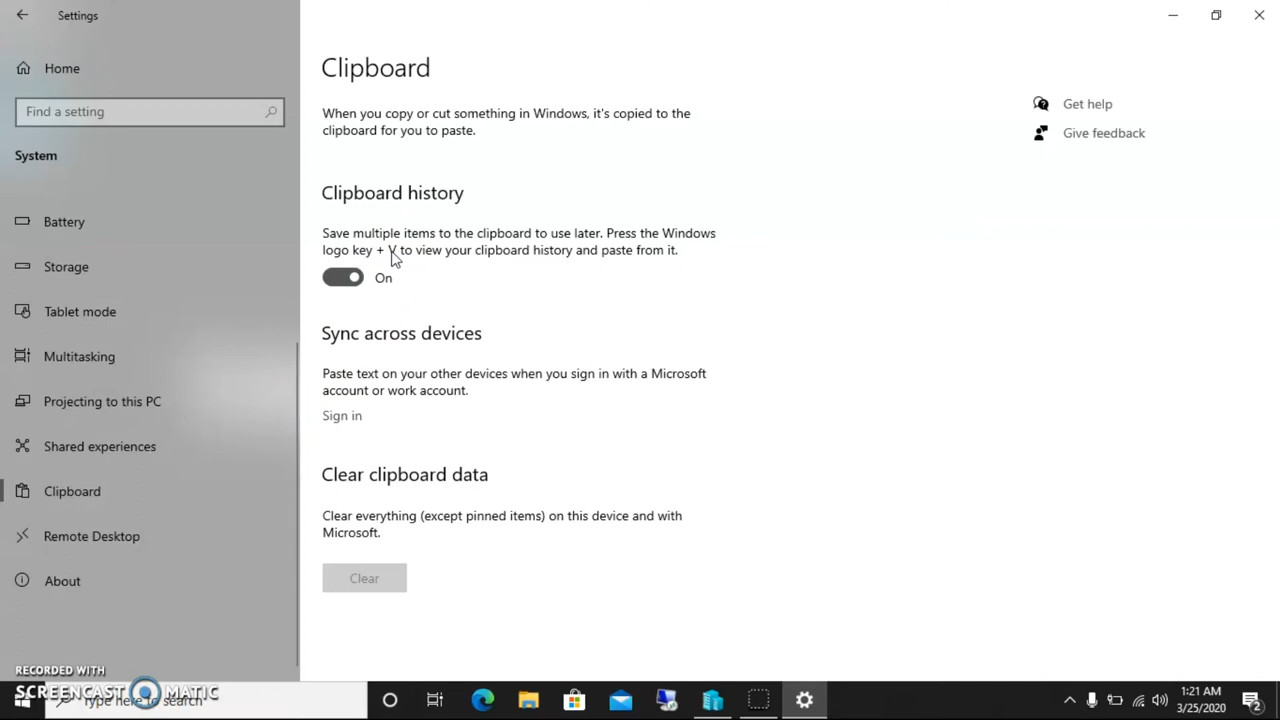 Settings
Home
Find a setting
System
Battery
Storage
Tablet mode
Multitasking
Projecting to this PC
Shared experiences
Clipboard
Remote Desktop
About
Clipboard
When you copy or cut something in Windows, it's copied to the
clipboard for you to paste.
Clipboard history
Save multiple items to the clipboard to use later. Press the Windows
logo key + V to view your clipboard history and paste from it.
On
Sync across devices
Paste text on your other devices when you sign in with a Microsoft
account or work account.
Sign in
Clear clipboard data
Clear everything (except pinned items) on this device and with
Microsoft.
Clear
Get help
Give feedback
RECORDED WITH
SCREENCAST MATIC
Type here to search
1:21 AM
3/25/2020
2